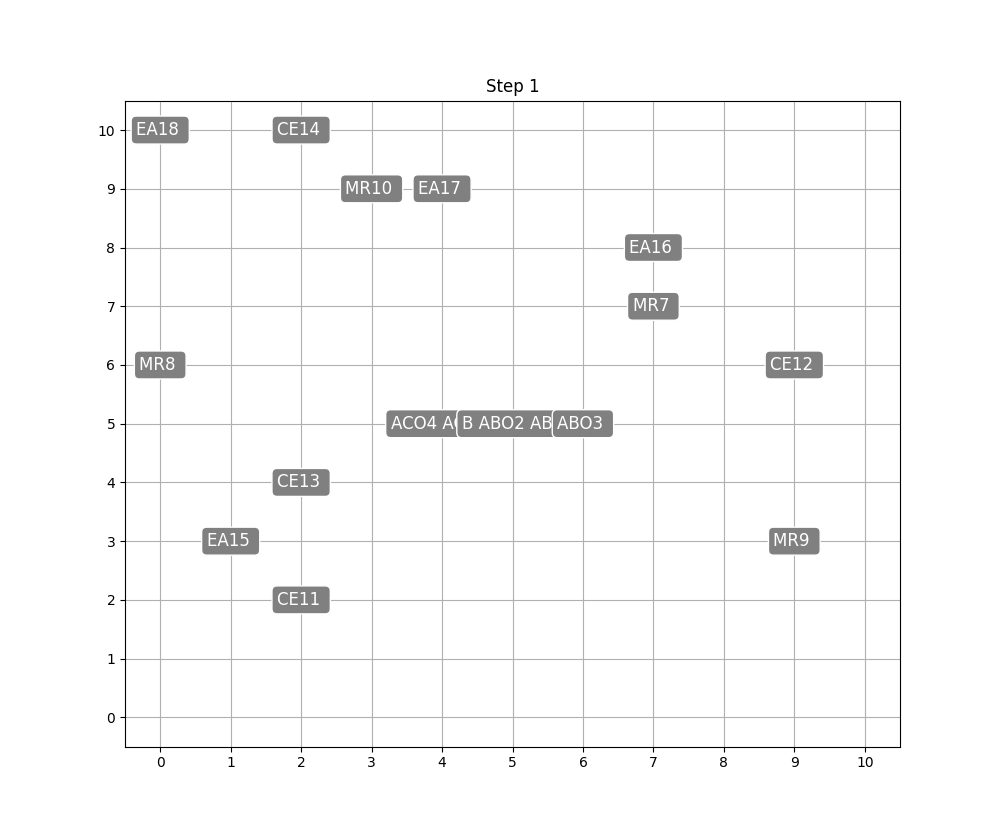 Step 1
10 EA18 CE14
9 MR10 EA17
8 EA16
7 MR7
6 MR8 CE12
5 ACO4 B ABO2 ABO3
4 CE13
3 EA15 MR9
2 CE11
1
0
0 1 2 3 4 5 6 7 8 9 10